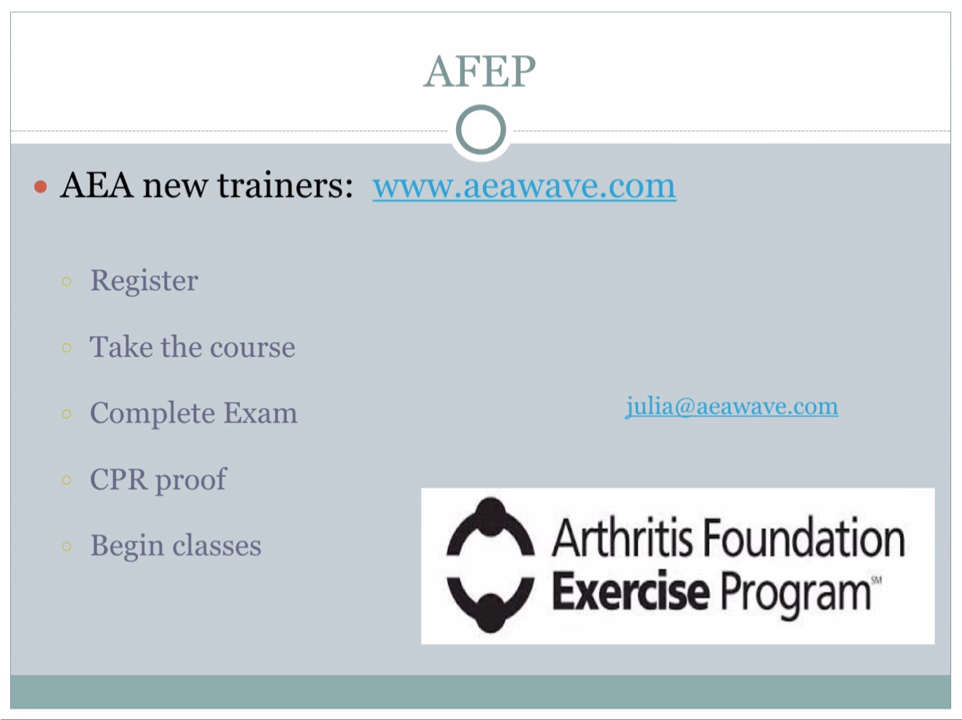 AFEP
AEA new trainers: www.aeawave.com
Register
Take the course
Complete Exam
julia@aeawave.com
CPR proof
Begin classes
Arthritis Foundation
Exercise Program℠